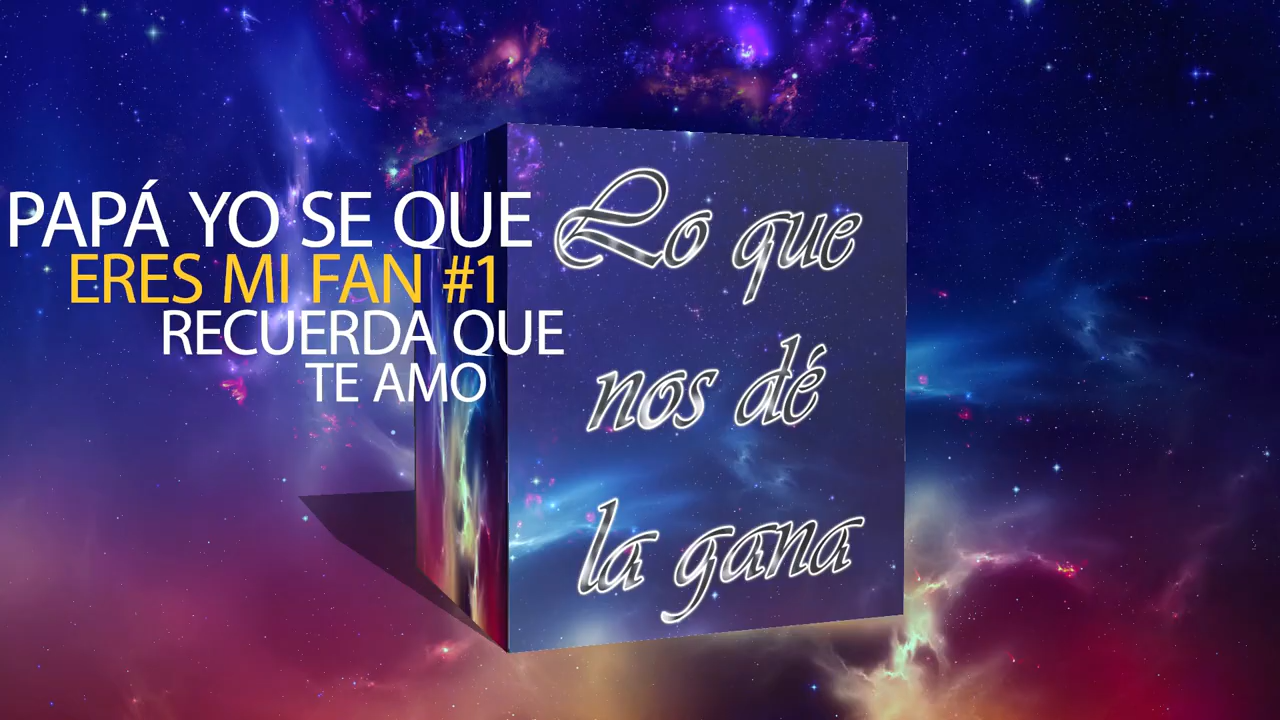 PAPÁ YO SE QUE
ERES MI FAN #1
RECUERDA QUE
TE AMO
Lo que
nos dé
la gana